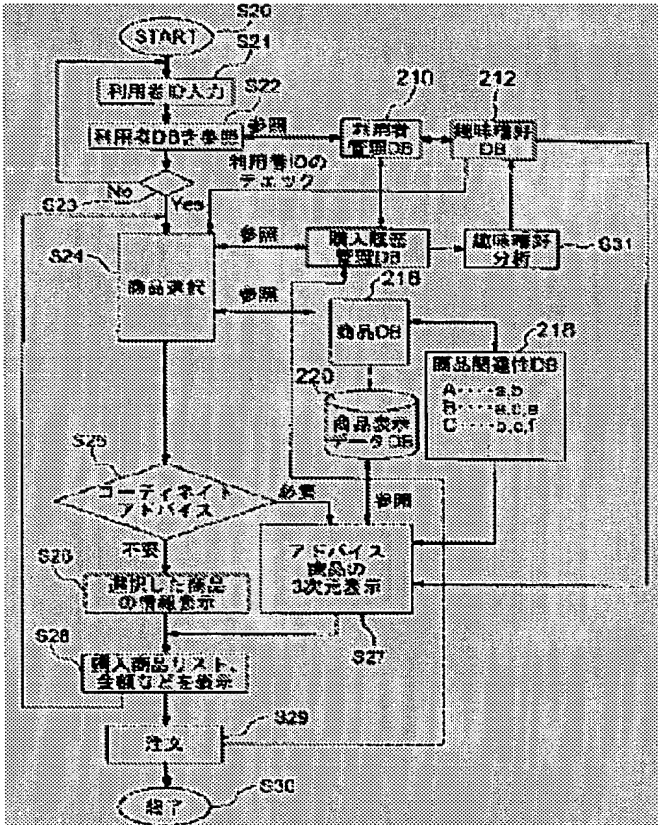 S20
START
S21
利用者ID入力
S22
利用者DBを参照
参照
210
利用者
管理DB
212
趣味嗜好
DB
利用者IDの
チェック
No
S23
Yes
S24
商品選択
参照
購入履歴
管理DB
趣味嗜好
分析
S31
参照
216
商品DB
218
商品関連性DB
A････a,b
B････a,c,e
C････b,c,f
220
商品表示
データDB
S25
コーディネイト
アドバイス
必要
参照
不要
アドバイス
商品の
3次元表示
S27
S26
選択した商品
の情報表示
S28
購入商品リスト、
金額などを表示
S29
注文
S30
終了